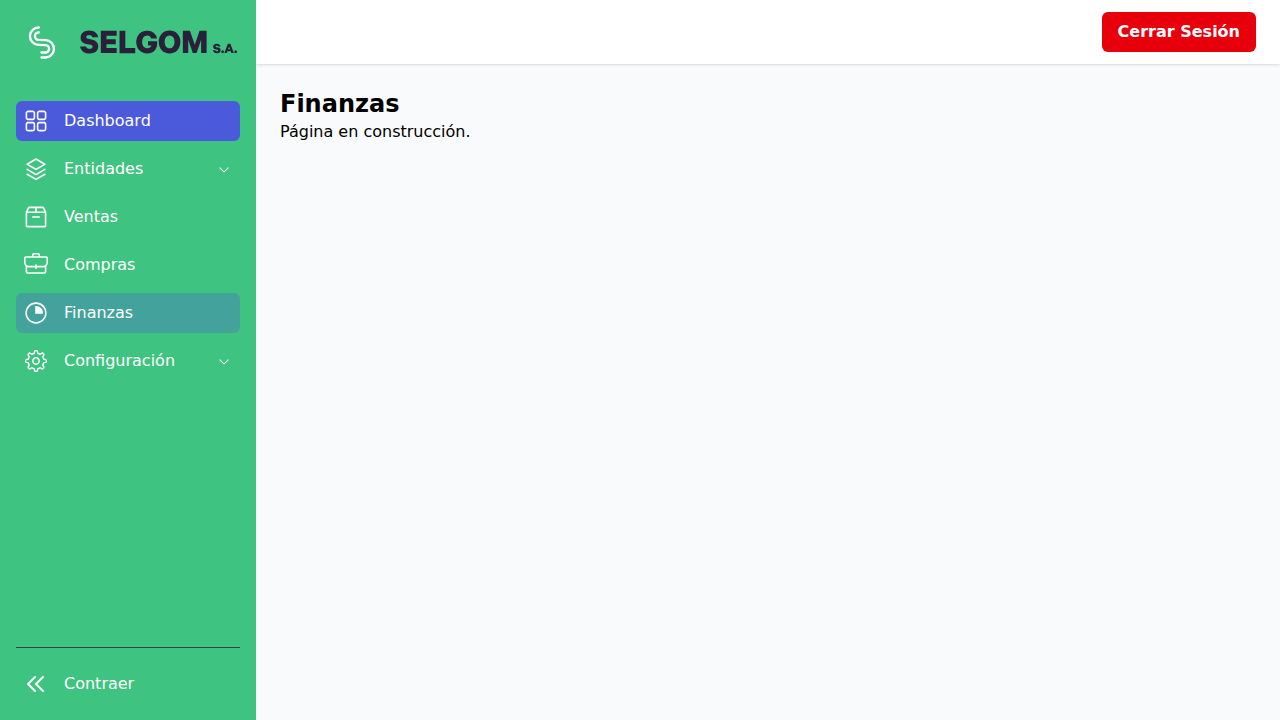 SELGOM S.A.
Cerrar Sesión
Dashboard
Entidades
Ventas
Compras
Finanzas
Configuración
Contraer
Finanzas
Página en construcción.